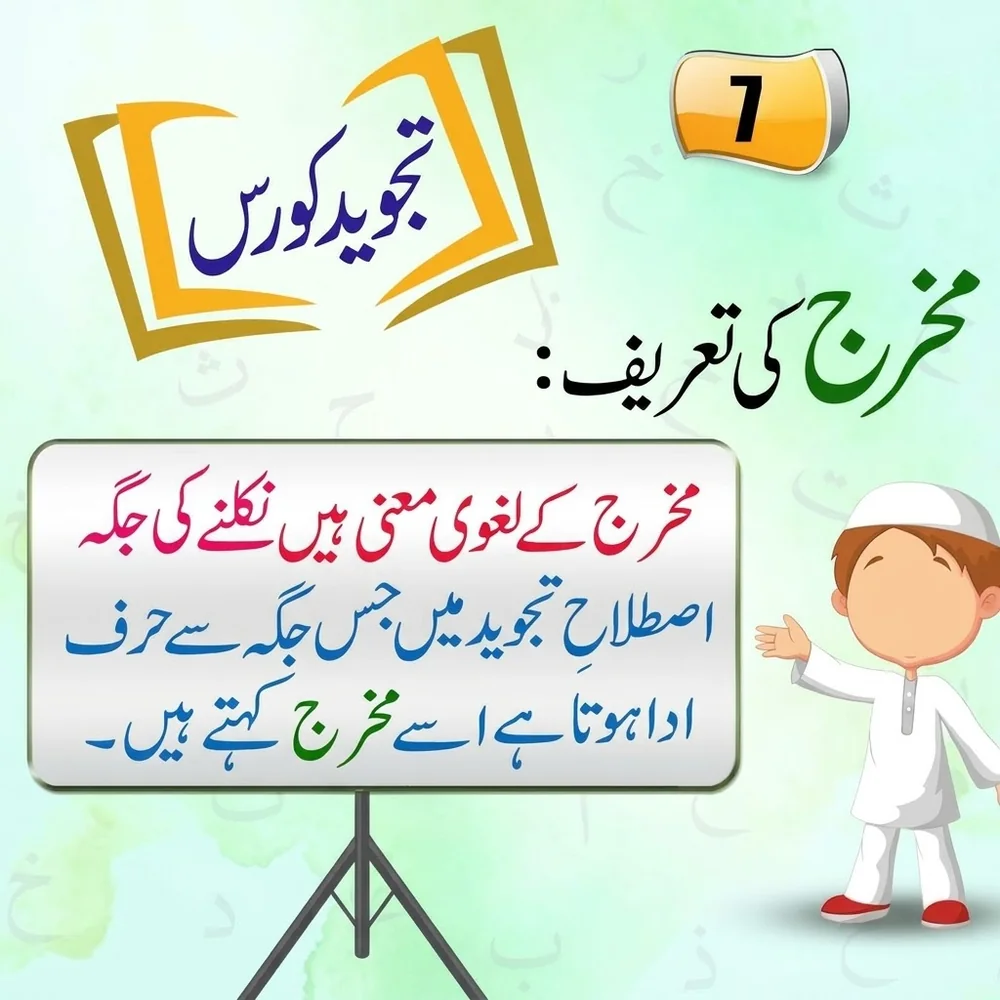 7
تجوید کورس
مخرج کی تعریف:
مخرج کے لغوی معنی ہیں نکلنے کی جگہ
اصطلاحِ تجوید میں جس جگہ سے حرف
ادا ہوتا ہے اسے مخرج کہتے ہیں۔